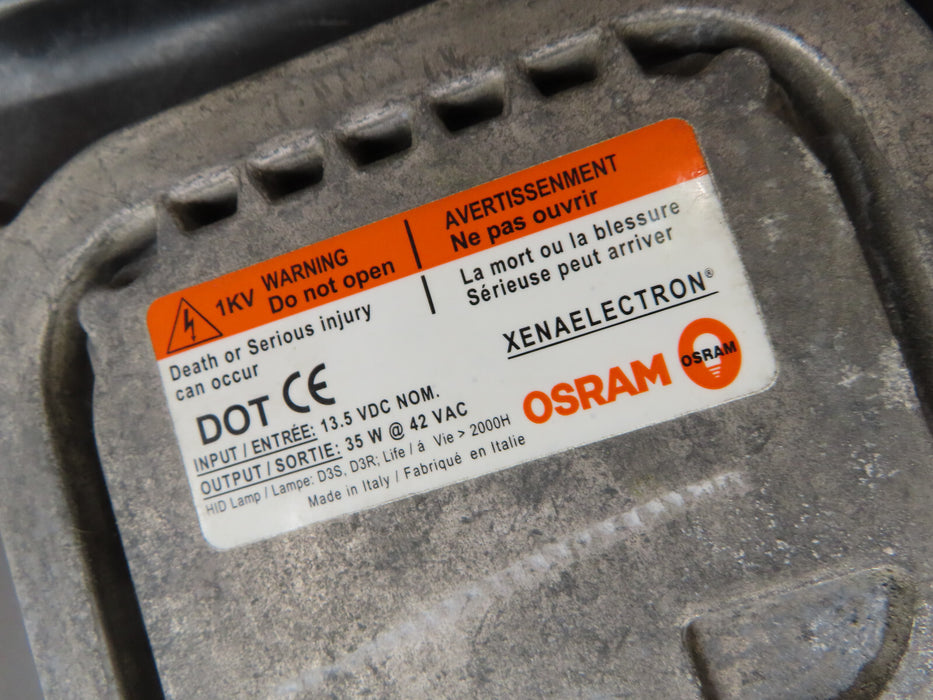 1KV WARNING
Do not open
AVERTISSENMENT
Ne pas ouvrir
Death or Serious injury
can occur
La mort ou la blessure
Sérieuse peut arriver
XENAELECTRON®
DOT CE
INPUT / ENTRÉE: 13.5 VDC NOM.
OUTPUT / SORTIE: 35 W @ 42 VAC
HID Lamp / Lampe: D3S, D3R; Life / á Vie > 2000H
Made in Italy / Fabriqué en Italie
OSRAM
OSRAM